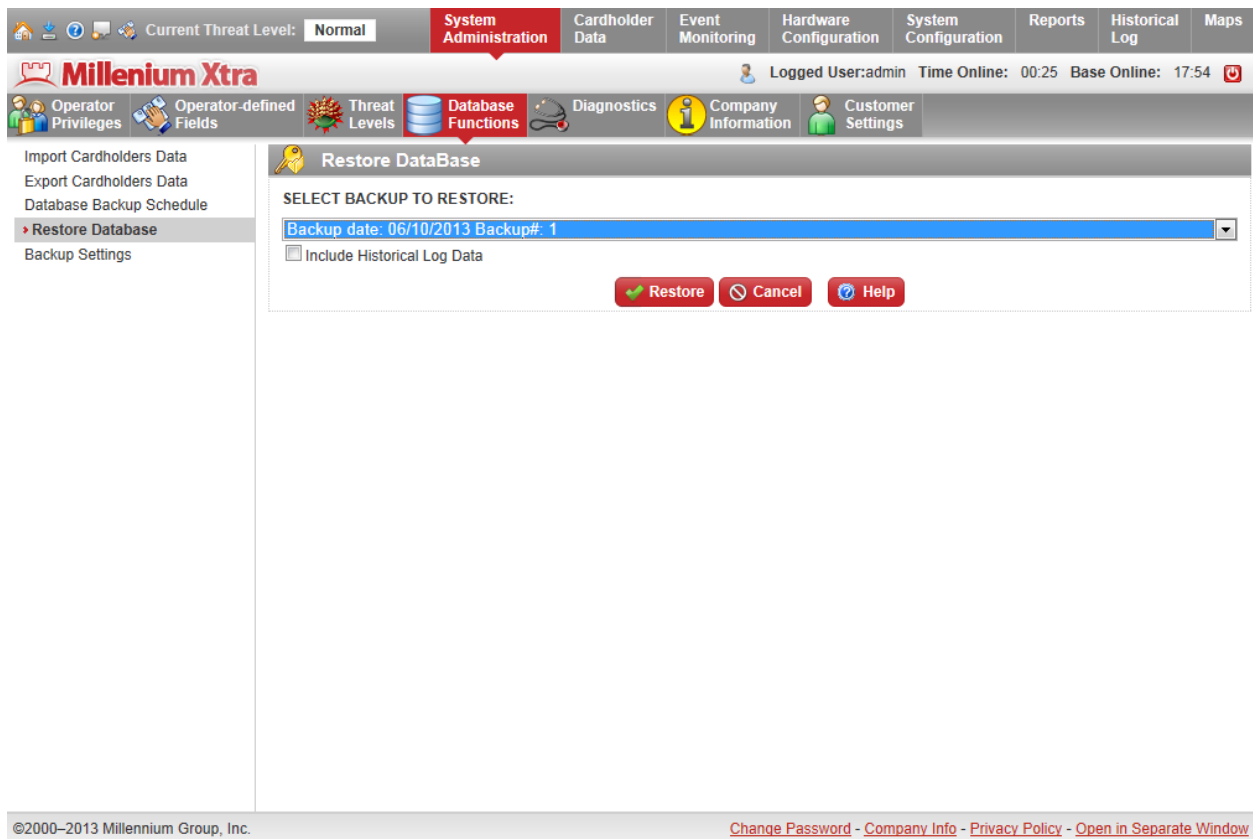 Current Threat Level: Normal
System Administration
Cardholder Data
Event Monitoring
Hardware Configuration
System Configuration
Reports
Historical Log
Maps
Millenium Xtra
Logged User:admin Time Online: 00:25 Base Online: 17:54
Operator Privileges
Operator-defined Fields
Threat Levels
Database Functions
Diagnostics
Company Information
Customer Settings
Import Cardholders Data
Export Cardholders Data
Database Backup Schedule
Restore Database
Backup Settings
Restore DataBase
SELECT BACKUP TO RESTORE:
Backup date: 06/10/2013 Backup#: 1
Include Historical Log Data
Restore Cancel Help
©2000–2013 Millennium Group, Inc.
Change Password - Company Info - Privacy Policy - Open in Separate Window